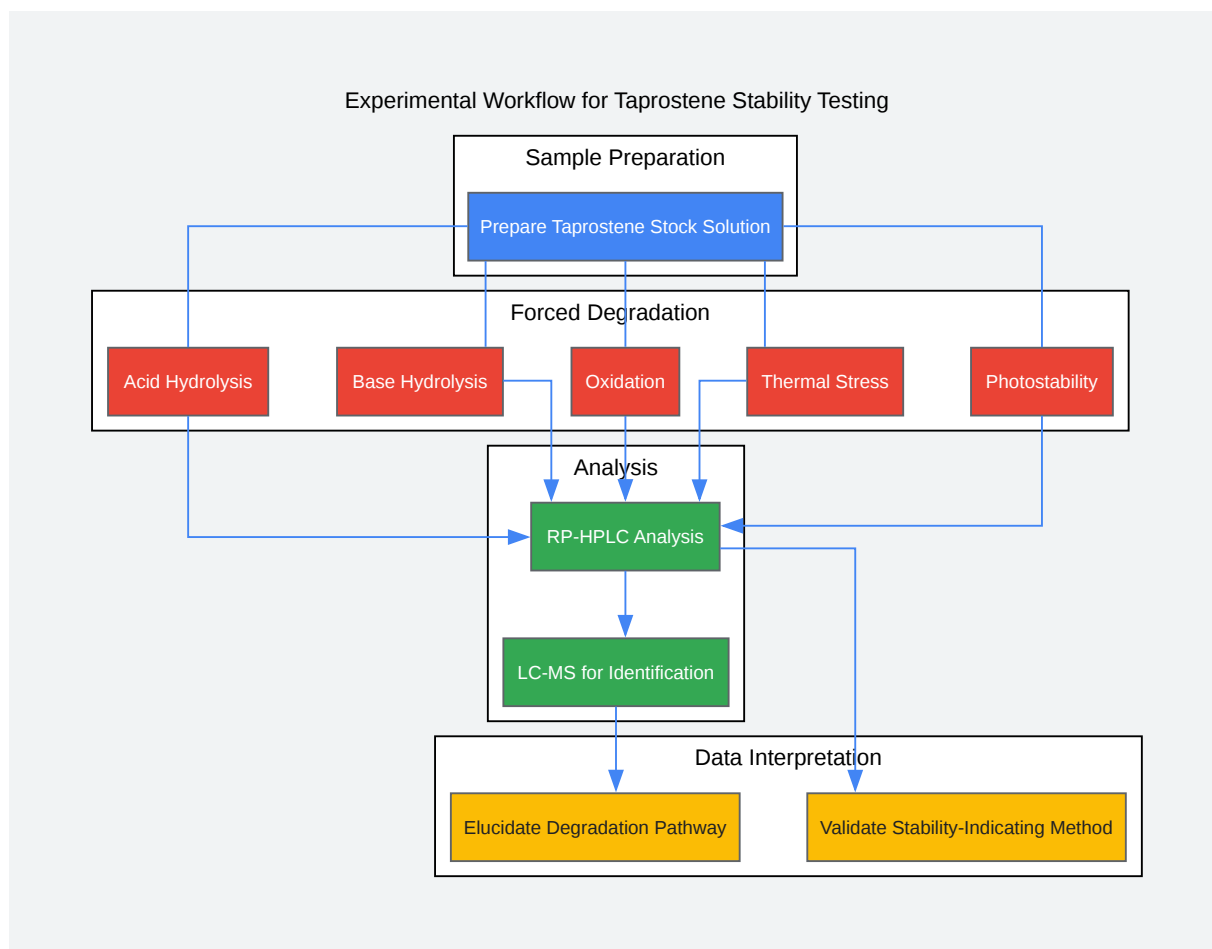 Experimental Workflow for Taprostene Stability Testing
Sample Preparation
Prepare Taprostene Stock Solution
Forced Degradation
Acid Hydrolysis
Base Hydrolysis
Oxidation
Thermal Stress
Photostability
Analysis
RP-HPLC Analysis
LC-MS for Identification
Data Interpretation
Elucidate Degradation Pathway
Validate Stability-Indicating Method